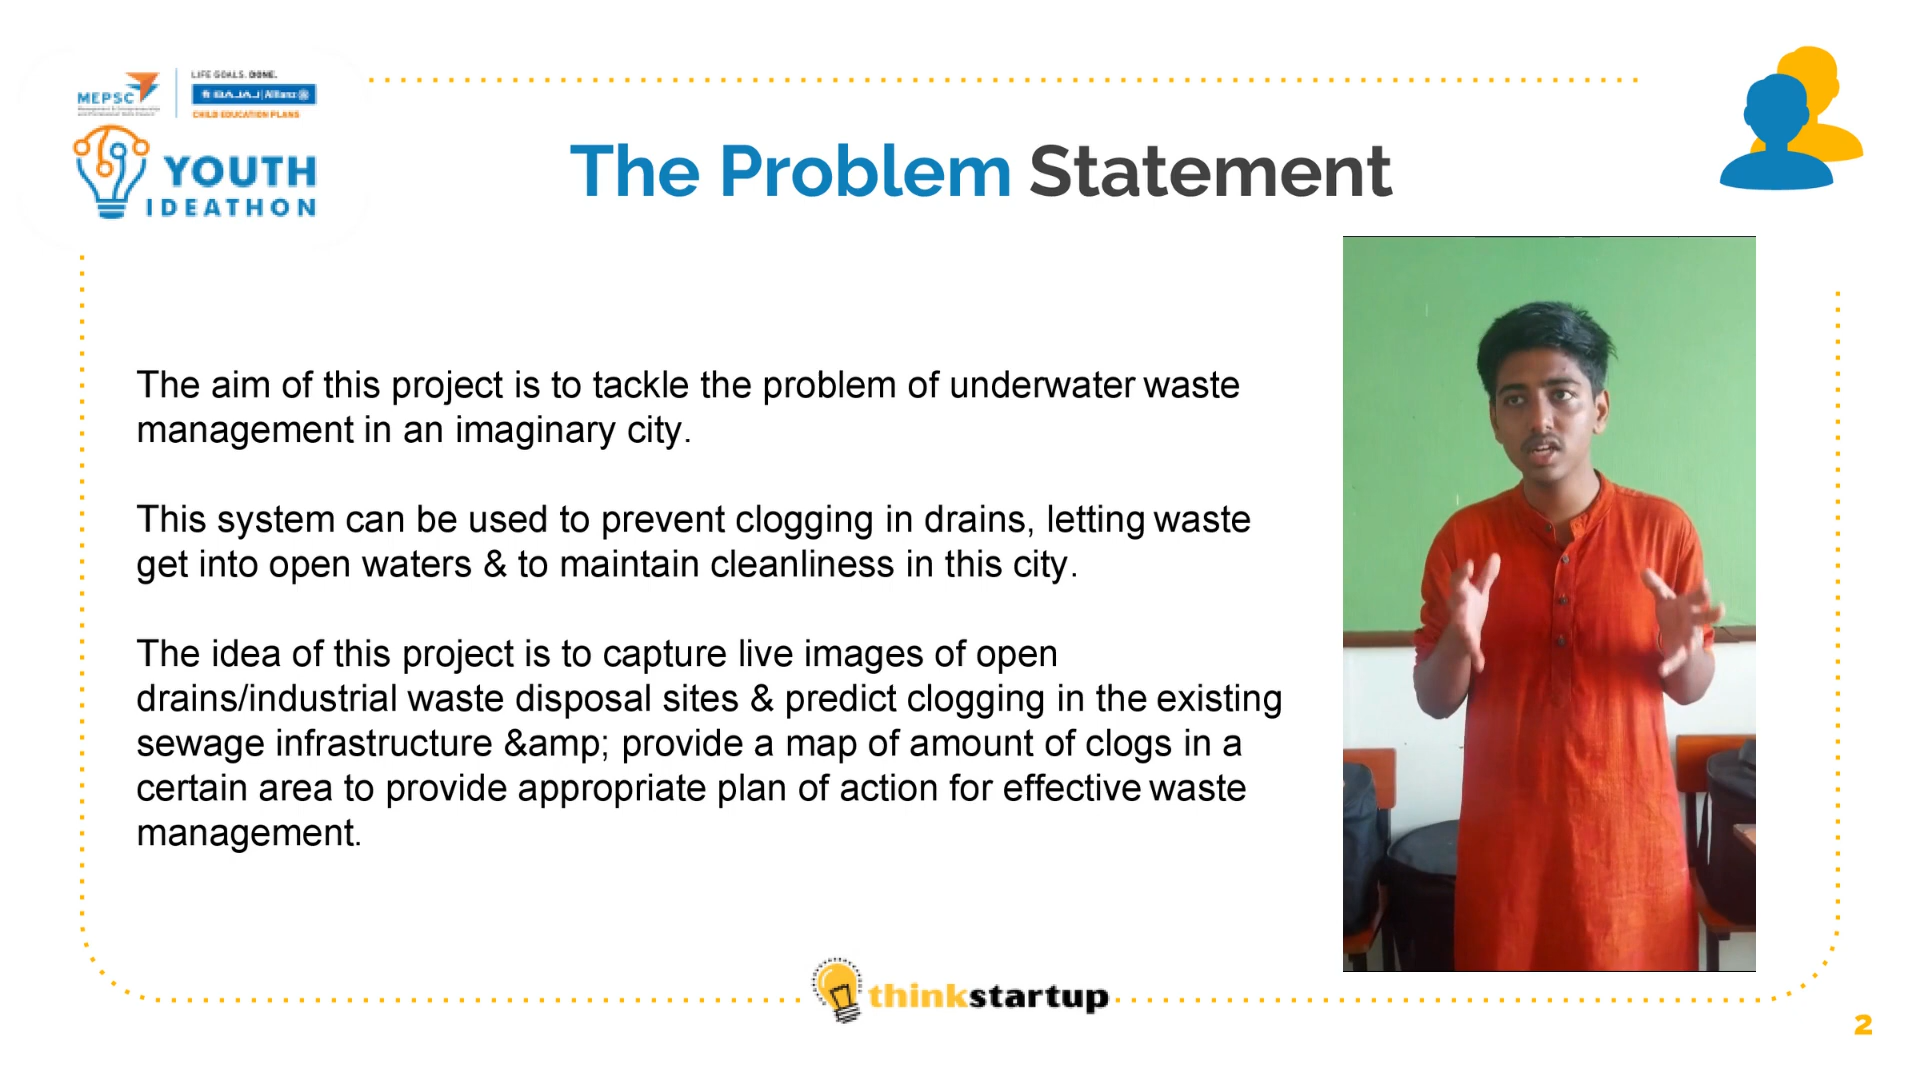 MEPSC
LIFE GOALS. DONE.
BAJAJ | Allianz
CHILD EDUCATION PLANS
YOUTH
IDEATHON
The Problem Statement
The aim of this project is to tackle the problem of underwater waste
management in an imaginary city.
This system can be used to prevent clogging in drains, letting waste
get into open waters & to maintain cleanliness in this city.
The idea of this project is to capture live images of open
drains/industrial waste disposal sites & predict clogging in the existing
sewage infrastructure &amp; provide a map of amount of clogs in a
certain area to provide appropriate plan of action for effective waste
management.
thinkstartup
2